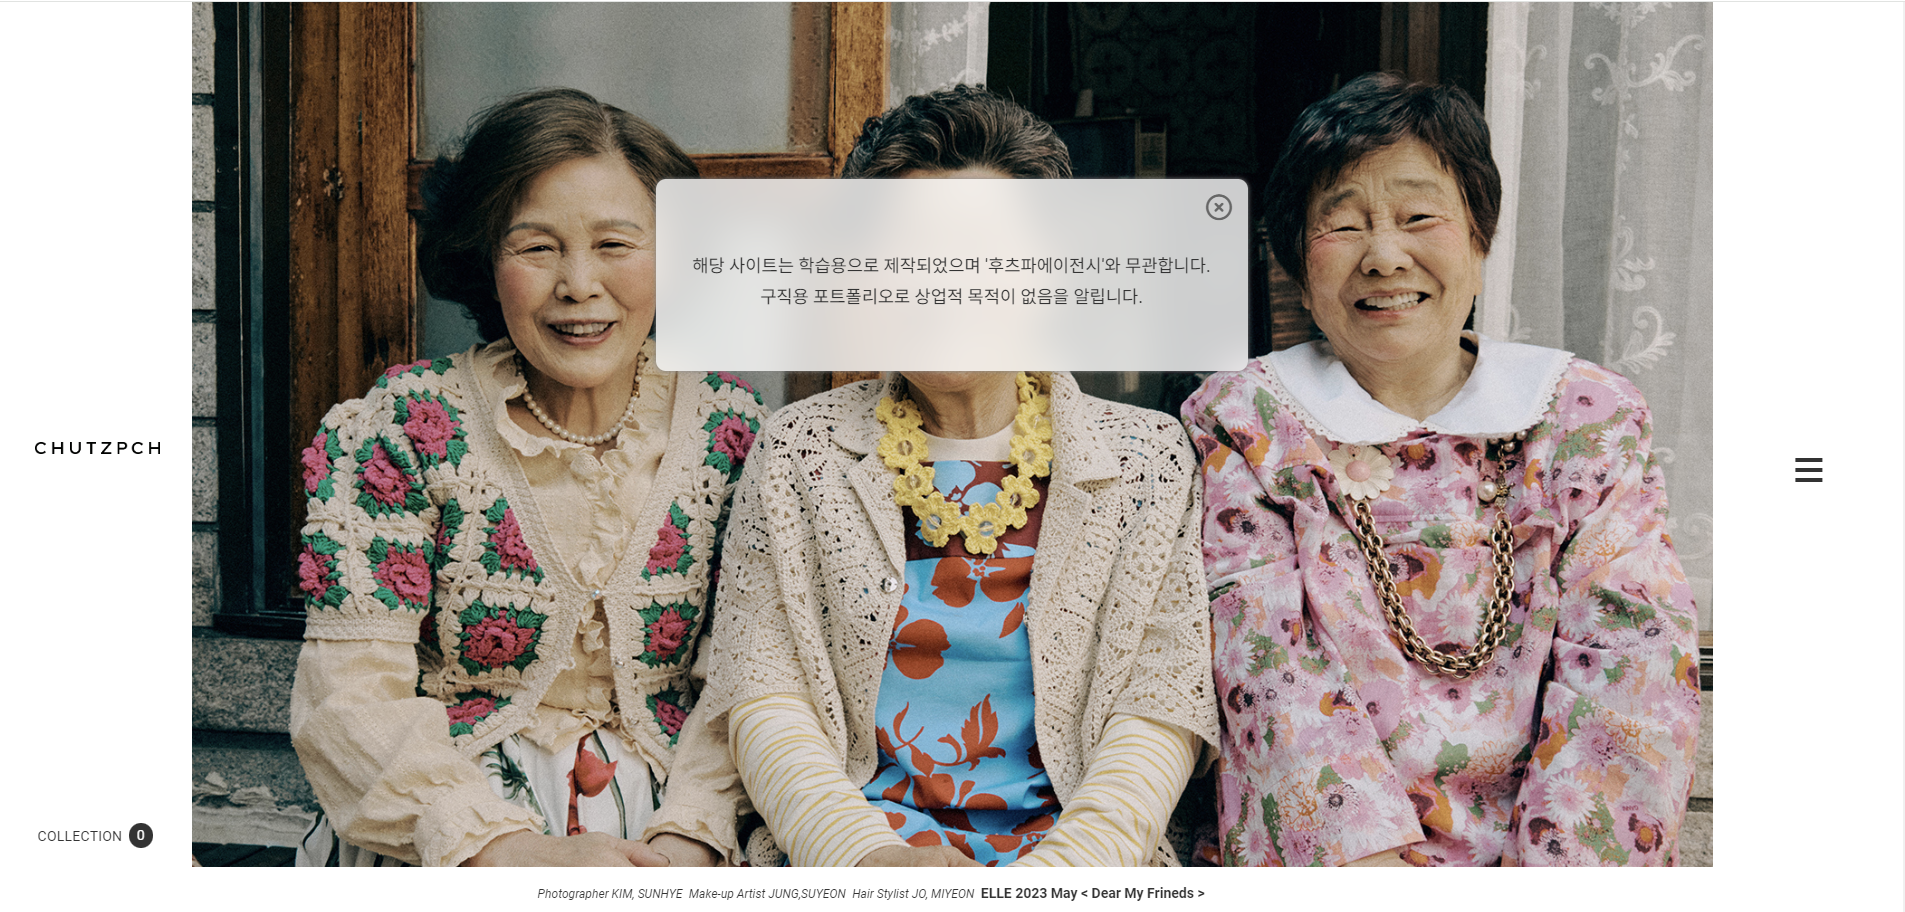 해당 사이트는 학습용으로 제작되었으며 '후츠파에이전시'와 무관합니다.
구직용 포트폴리오로 상업적 목적이 없음을 알립니다.
CHUTZPCH
COLLECTION 0
Photographer KIM, SUNHYE Make-up Artist JUNG,SUYEON Hair Stylist JO, MIYEON ELLE 2023 May < Dear My Frineds >